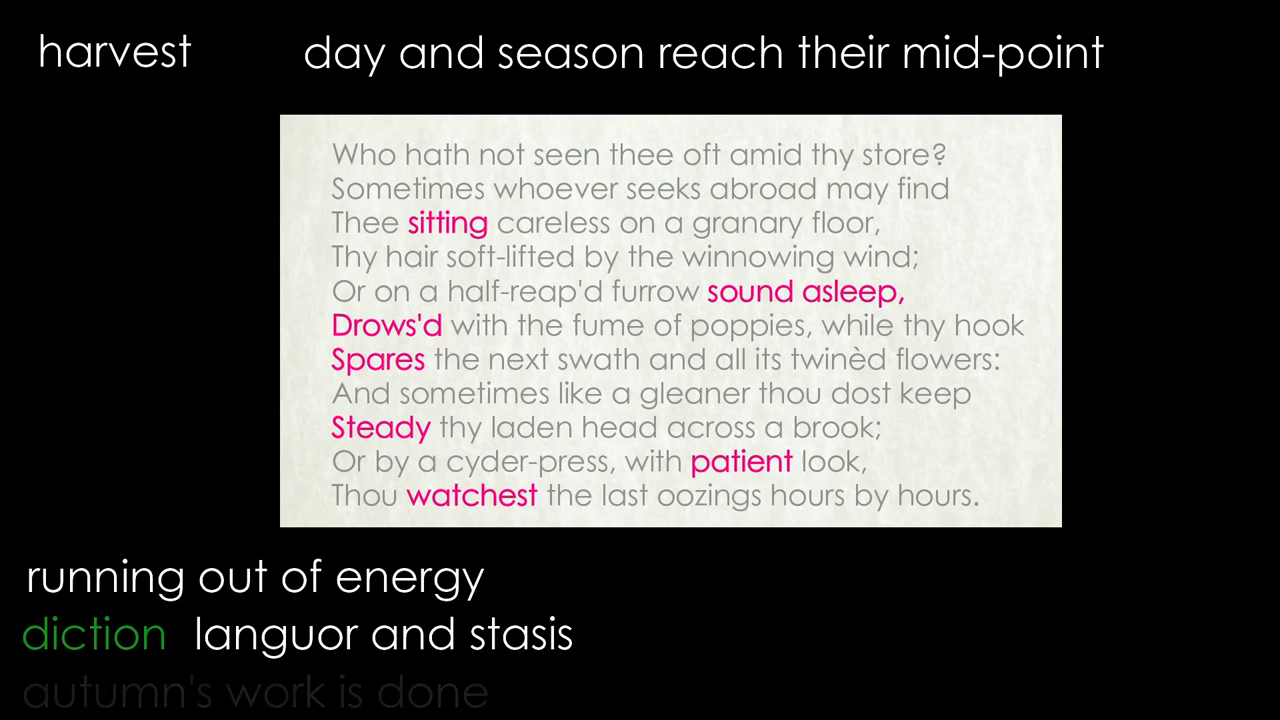 harvest
day and season reach their mid-point
Who hath not seen thee oft amid thy store?
Sometimes whoever seeks abroad may find
Thee sitting careless on a granary floor,
Thy hair soft-lifted by the winnowing wind;
Or on a half-reap'd furrow sound asleep,
Drows'd with the fume of poppies, while thy hook
Spares the next swath and all its twinèd flowers:
And sometimes like a gleaner thou dost keep
Steady thy laden head across a brook;
Or by a cyder-press, with patient look,
Thou watchest the last oozings hours by hours.
running out of energy
diction languor and stasis
autumn's work is done